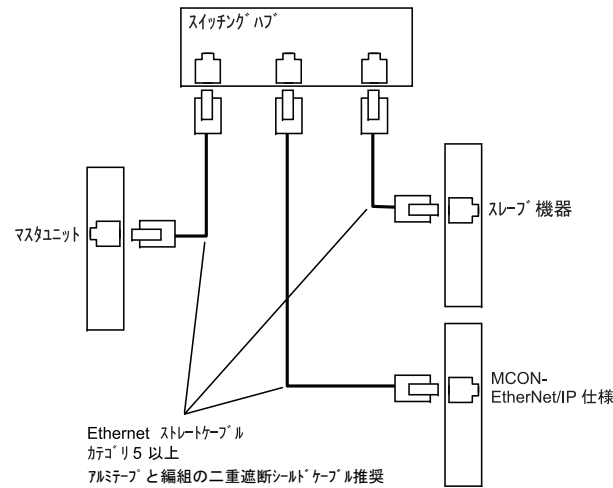 ｽｲｯﾁﾝｸﾞﾊﾌﾞ
ﾏｽﾀﾕﾆｯﾄ
ｽﾚｰﾌﾞ機器
MCON-
EtherNet/IP 仕様
Ethernet ｽﾄﾚｰﾄｹｰﾌﾞﾙ
ｶﾃｺﾞﾘ 5 以上
ｱﾙﾐﾃｰﾌﾟと編組の二重遮断ｼｰﾙﾄﾞｹｰﾌﾞﾙ推奨